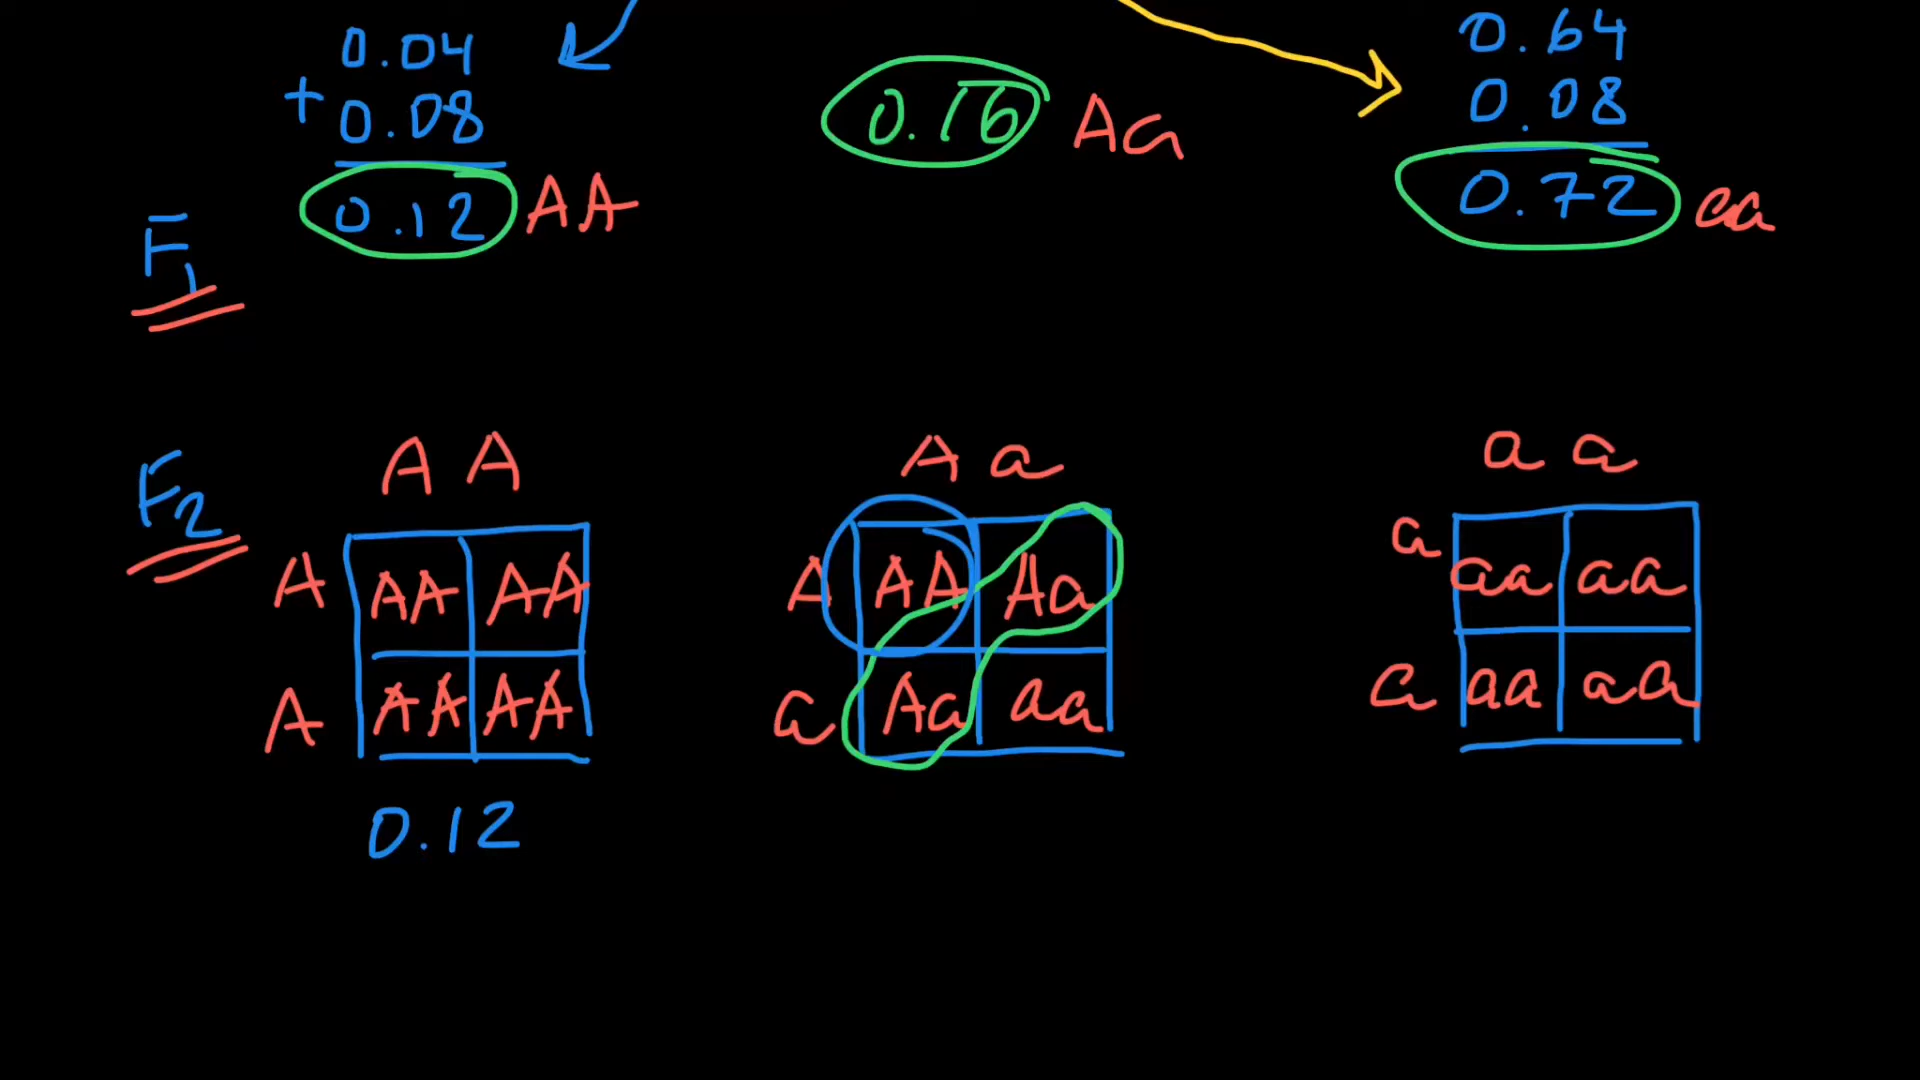 0.04
+ 0.08
0.12 AA
0.16 Aa
0.64
0.08
0.72 aa
F1
F2
A A
A AA AA
A AA AA
0.12
A a
A AA Aa
a Aa aa
a a
a aa aa
a aa aa